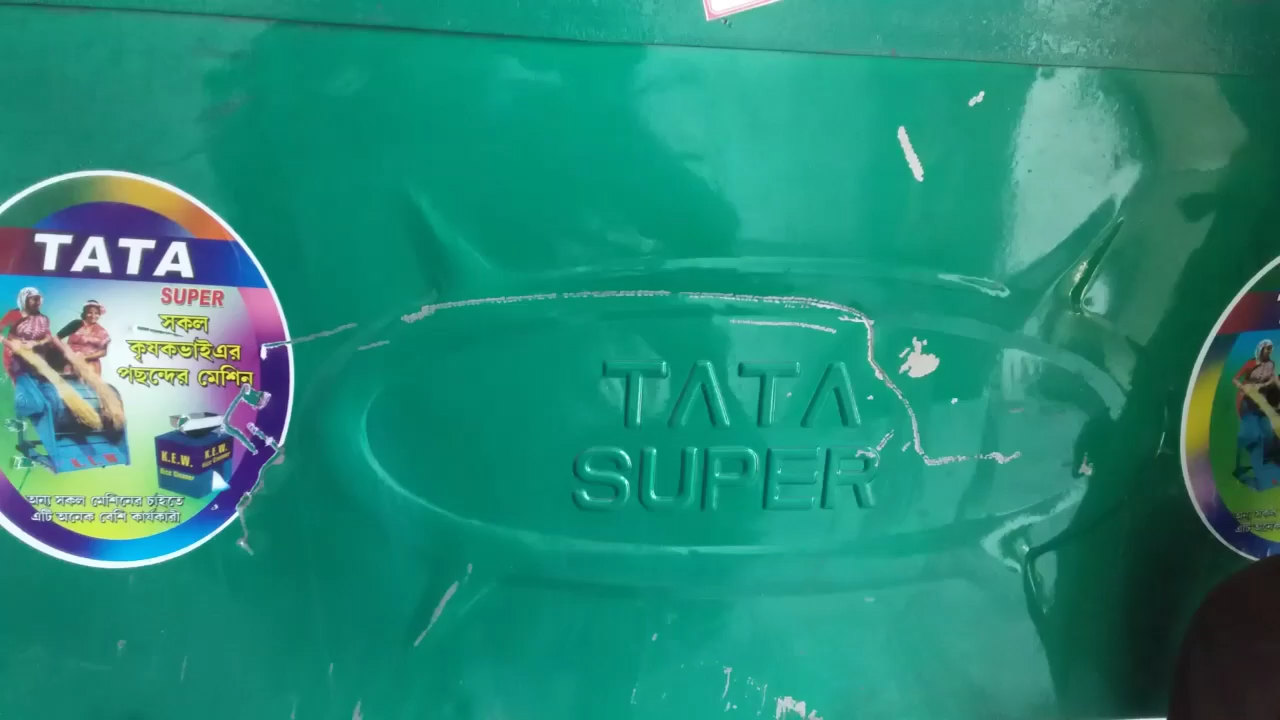 TATA
SUPER
সকল
কৃষকভাইএর
পছন্দের মেশিন
K.E.W.
K.E.W.
অন্য সকল মেশিনের চাইতে
এটি অনেক বেশি কার্যকারী
TATA
SUPER